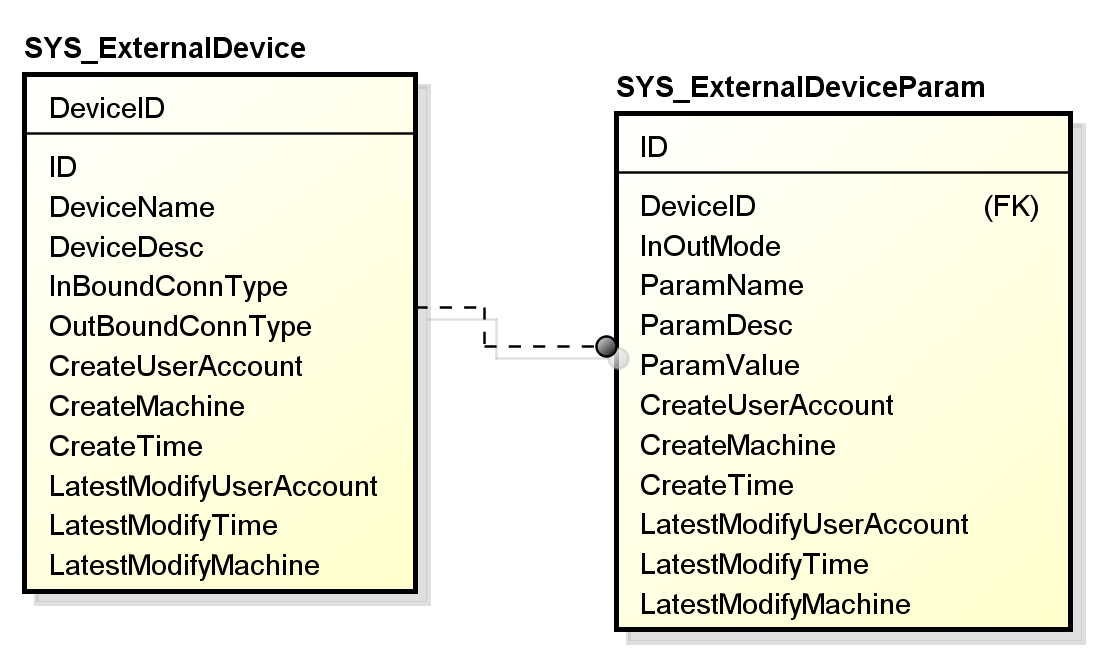 SYS_ExternalDevice
DeviceID
ID
DeviceName
DeviceDesc
InBoundConnType
OutBoundConnType
CreateUserAccount
CreateMachine
CreateTime
LatestModifyUserAccount
LatestModifyTime
LatestModifyMachine
SYS_ExternalDeviceParam
ID
DeviceID (FK)
InOutMode
ParamName
ParamDesc
ParamValue
CreateUserAccount
CreateMachine
CreateTime
LatestModifyUserAccount
LatestModifyTime
LatestModifyMachine